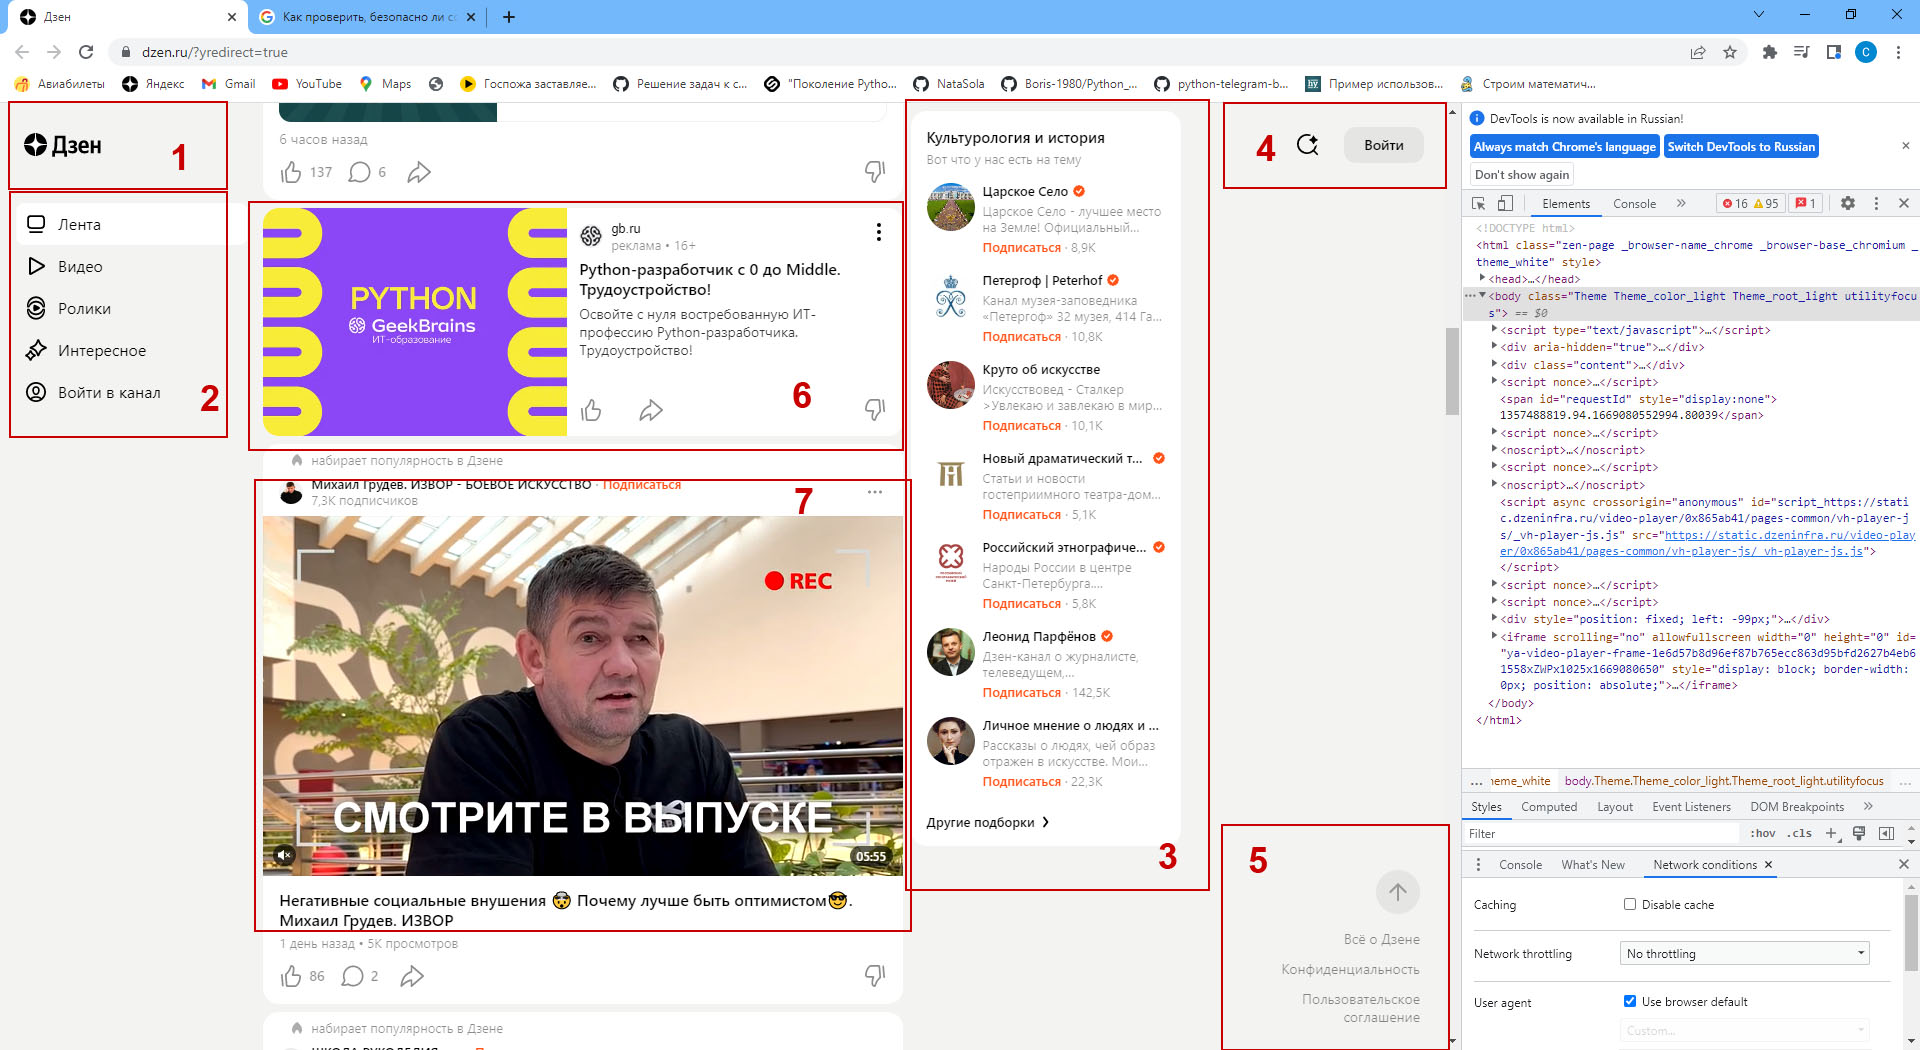 Дзен
Как проверить, безопасно ли с
dzen.ru/?yredirect=true
C
Авиабилеты
Яндекс
Gmail
YouTube
Maps
Госпожа заставляе...
Решение задач к с...
"Поколение Pytho...
NataSola
Boris-1980/Python_...
python-telegram-b...
Пример использов...
Строим математич...
Дзен
1
Лента
Видео
Ролики
Интересное
Войти в канал
2
6 часов назад
137
6
PYTHON
GeekBrains
ИТ-образование
gb.ru
реклама • 16+
Python-разработчик с 0 до Middle.
Трудоустройство!
Освойте с нуля востребованную ИТ-
профессию Python-разработчика.
Трудоустройство!
6
набирает популярность в Дзене
Михаил Грудев. ИЗВОР - БОЕВОЕ ИСКУССТВО · Подписаться
7,3K подписчиков
7
REC
СМОТРИТЕ В ВЫПУСКЕ
05:55
Негативные социальные внушения 🤯 Почему лучше быть оптимистом😎.
Михаил Грудев. ИЗВОР
1 день назад • 5K просмотров
86
2
набирает популярность в Дзене
Культурология и история
Вот что у нас есть на тему
Царское Село
Царское Село - лучшее место
на Земле! Официальный...
Подписаться · 8,9K
Петергоф | Peterhof
Канал музея-заповедника
«Петергоф» 32 музея, 414 Га...
Подписаться · 10,8K
Круто об искусстве
Искусствовед - Сталкер
>Увлекаю и завлекаю в мир...
Подписаться · 10,1K
Новый драматический т...
Статьи и новости
гостеприимного театра-дом...
Подписаться · 5,1K
Российский этнографиче...
Народы России в центре
Санкт-Петербурга....
Подписаться · 5,8K
Леонид Парфёнов
Дзен-канал о журналисте,
телеведущем,...
Подписаться · 142,5K
Личное мнение о людях и ...
Рассказы о людях, чей образ
отражен в искусстве. Мои...
Подписаться · 22,3K
Другие подборки
3
4
Войти
5
Всё о Дзене
Конфиденциальность
Пользовательское
соглашение
DevTools is now available in Russian!
Always match Chrome's language
Switch DevTools to Russian
Don't show again
Elements
Console
16
95
1
<!DOCTYPE html>
<html class="zen-page _browser-name_chrome _browser-base_chromium _
theme_white" style>
<head>…</head>
<body class="Theme Theme_color_light Theme_root_light utilityfocu
s"> == $0
<script type="text/javascript">…</script>
<div aria-hidden="true">…</div>
<div class="content">…</div>
<script nonce>…</script>
<span id="requestId" style="display:none">
1357488819.94.1669080552994.80039</span>
<script nonce>…</script>
<noscript>…</noscript>
<script nonce>…</script>
<noscript>…</noscript>
<script async crossorigin="anonymous" id="script_https://stati
c.dzeninfra.ru/video-player/0x865ab41/pages-common/vh-player-j
s/_vh-player-js.js" src="https://static.dzeninfra.ru/video-play
er/0x865ab41/pages-common/vh-player-js/_vh-player-js.js">
</script>
<script nonce>…</script>
<script nonce>…</script>
<div style="position: fixed; left: -99px;">…</div>
<iframe scrolling="no" allowfullscreen width="0" height="0" id=
"ya-video-player-frame-1e6d57b8d96ef87b765ecc863d95bfd2627b4eb6
1558xZWPx1025x1669080650" style="display: block; border-width:
0px; position: absolute;">…</iframe>
</body>
</html>
... heme_white body.Theme.Theme_color_light.Theme_root_light.utilityfocus ...
Styles
Computed
Layout
Event Listeners
DOM Breakpoints
Filter
:hov .cls
Console
What's New
Network conditions
Caching
Disable cache
Network throttling
No throttling
User agent
Use browser default
Custom...